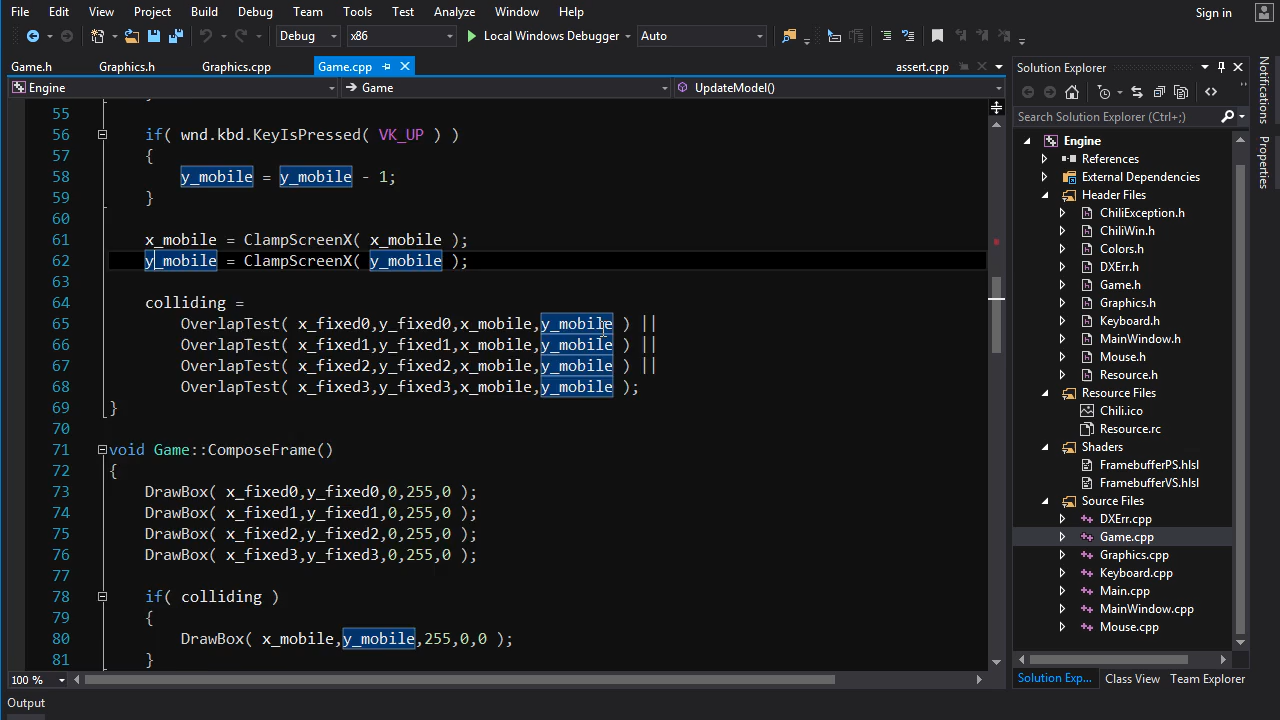 File Edit View Project Build Debug Team Tools Test Analyze Window Help Sign in
Debug x86 Local Windows Debugger Auto
Game.h Graphics.h Graphics.cpp Game.cpp assert.cpp Solution Explorer
Engine Game UpdateModel()
Search Solution Explorer (Ctrl+;)
Notifications
Properties
55
56 if( wnd.kbd.KeyIsPressed( VK_UP ) )
57 {
58 y_mobile = y_mobile - 1;
59 }
60
61 x_mobile = ClampScreenX( x_mobile );
62 y_mobile = ClampScreenX( y_mobile );
63
64 colliding =
65 OverlapTest( x_fixed0,y_fixed0,x_mobile,y_mobile ) ||
66 OverlapTest( x_fixed1,y_fixed1,x_mobile,y_mobile ) ||
67 OverlapTest( x_fixed2,y_fixed2,x_mobile,y_mobile ) ||
68 OverlapTest( x_fixed3,y_fixed3,x_mobile,y_mobile );
69 }
70
71 void Game::ComposeFrame()
72 {
73 DrawBox( x_fixed0,y_fixed0,0,255,0 );
74 DrawBox( x_fixed1,y_fixed1,0,255,0 );
75 DrawBox( x_fixed2,y_fixed2,0,255,0 );
76 DrawBox( x_fixed3,y_fixed3,0,255,0 );
77
78 if( colliding )
79 {
80 DrawBox( x_mobile,y_mobile,255,0,0 );
81 }
100 %
Engine
References
External Dependencies
Header Files
ChiliException.h
ChiliWin.h
Colors.h
DXErr.h
Game.h
Graphics.h
Keyboard.h
MainWindow.h
Mouse.h
Resource.h
Resource Files
Chili.ico
Resource.rc
Shaders
FramebufferPS.hlsl
FramebufferVS.hlsl
Source Files
DXErr.cpp
Game.cpp
Graphics.cpp
Keyboard.cpp
Main.cpp
MainWindow.cpp
Mouse.cpp
Solution Exp... Class View Team Explorer
Output